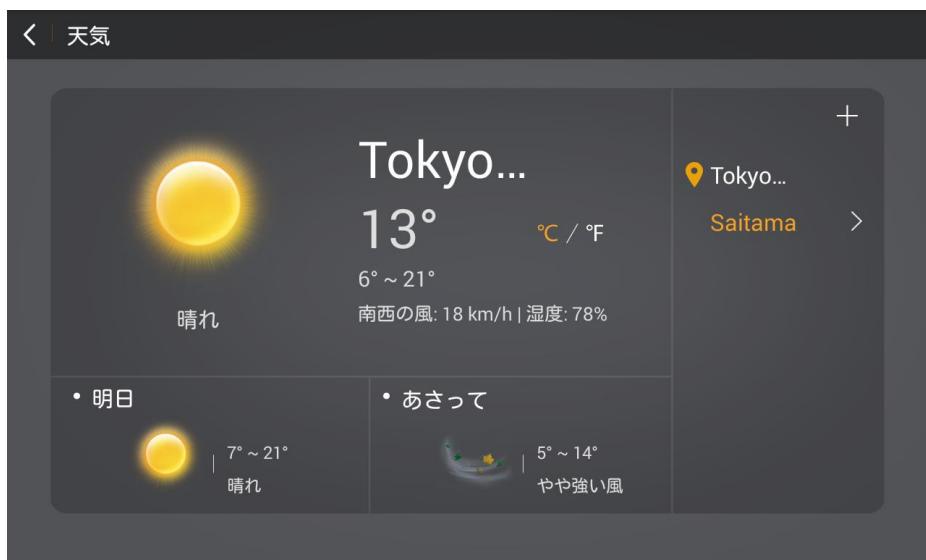 天気
Tokyo...
13°
℃ / ℉
6° ~ 21°
南西の風: 18 km/h | 湿度: 78%
晴れ
• 明日
7° ~ 21°
晴れ
• あさって
5° ~ 14°
やや強い風
Tokyo...
Saitama